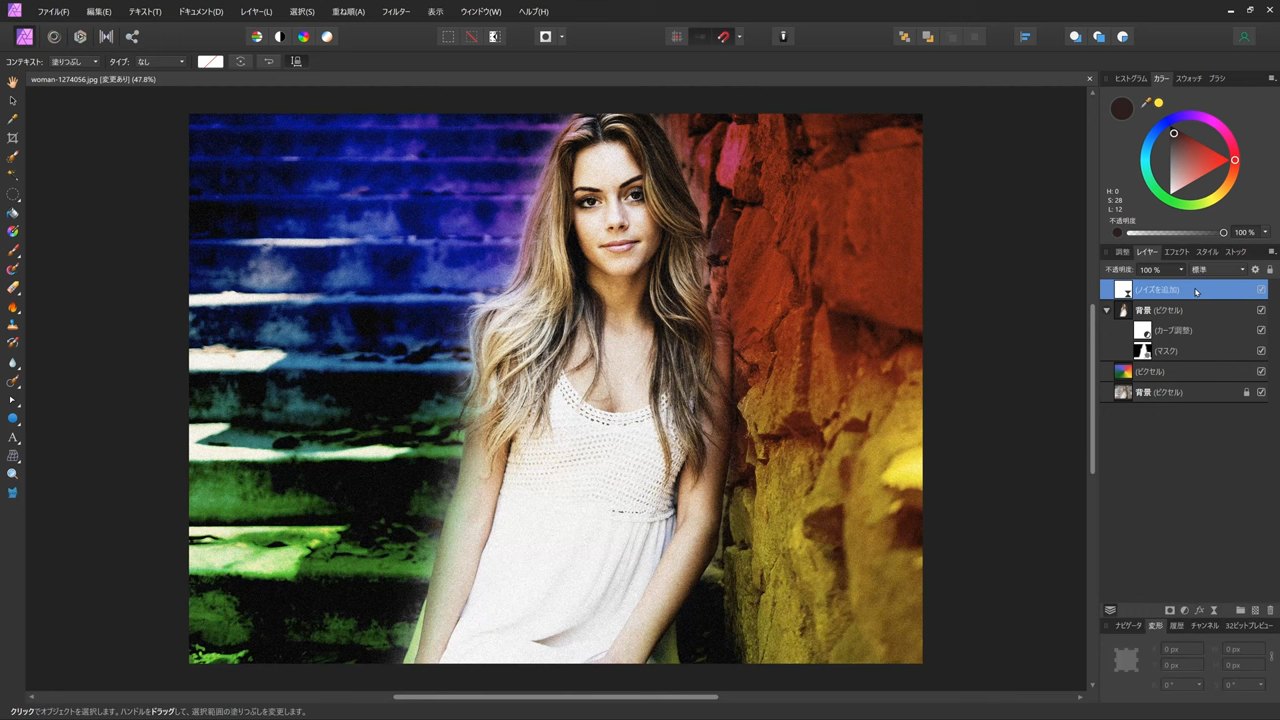 ファイル(F) 編集(E) テキスト(T) ドキュメント(D) レイヤー(L) 選択(S) 重ね順(A) フィルター 表示 ウィンドウ(W) ヘルプ(H)
コンテキスト: 塗りつぶし タイプ: なし
woman-1274056.jpg [変更あり] (47.8%)
ヒストグラム カラー スウォッチ ブラシ
H: 0
S: 28
L: 12
不透明度
100 %
調整 レイヤー エフェクト スタイル ストック
不透明度: 100 % 標準
(ノイズを追加)
背景 (ピクセル)
(カーブ調整)
(マスク)
(ピクセル)
背景 (ピクセル)
ナビゲータ 変形 履歴 チャンネル 32ビットプレビュー
X: 0 px W: 0 px
Y: 0 px H: 0 px
0 ° 0 °
クリックでオブジェクトを選択します。ハンドルをドラッグして、選択範囲の塗りつぶしを変更します。